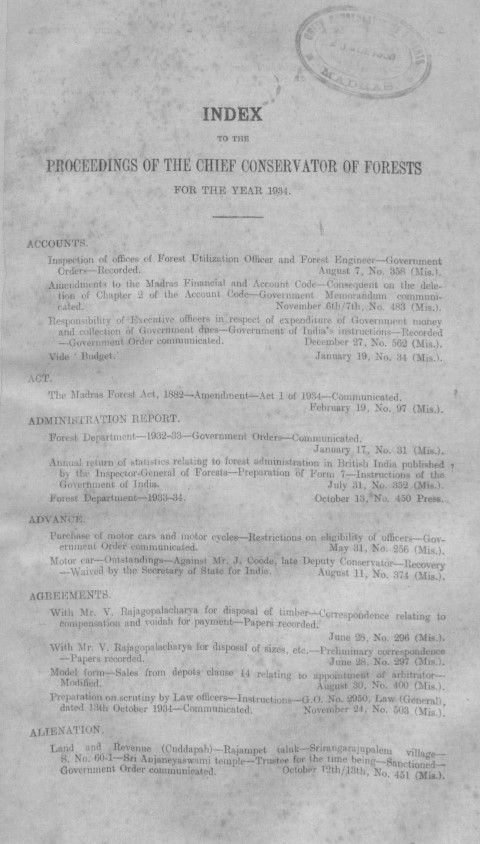 MADRAS
INDEX
TO THE
PROCEEDINGS OF THE CHIEF CONSERVATOR OF FORESTS
FOR THE YEAR 1934.
ACCOUNTS.
Inspection of offices of Forest Utilization Officer and Forest Engineer—Government
Orders—Recorded. August 7, No. 358 (Mis.).
Amendments to the Madras Financial and Account Code—Consequent on the dele-
tion of Chapter 2 of the Account Code—Government Memorandum communi-
cated. November 6th/7th, No. 483 (Mis.).
Responsibility of Executive officers in respect of expenditure of Government money
and collection of Government dues—Government of India's instructions—Recorded
—Government Order communicated. December 27, No. 562 (Mis.).
Vide ' Budget. January 19, No. 34 (Mis.).
ACT.
The Madras Forest Act, 1882—Amendment—Act 1 of 1934—Communicated.
February 19, No. 97 (Mis.).
ADMINISTRATION REPORT.
Forest Department—1932-33—Government Orders—Communicated.
January 17, No. 31 (Mis.).
Annual return of statistics relating to forest administration in British India published
by the Inspector-General of Forests—Preparation of Form 7—Instructions of the
Government of India. July 31, No. 352 (Mis.).
Forest Department—1933-34. October 13, No. 450 Press.
ADVANCE.
Purchase of motor cars and motor cycles—Restrictions on eligibility of officers—Gov-
ernment Order communicated. May 31, No. 256 (Mis.).
Motor car—Outstandings—Against Mr. J. Coode, late Deputy Conservator—Recovery
—Waived by the Secretary of State for India. August 11, No. 374 (Mis.).
AGREEMENTS.
With Mr. V. Rajagopalacharya for disposal of timber—Correspondence relating to
compensation and voidah for payment—Papers recorded.
June 28, No. 296 (Mis.).
With Mr. V. Rajagopalacharya for disposal of sizes, etc.—Preliminary correspondence
—Papers recorded. June 28, No. 297 (Mis.).
Model form—Sales from depots clause 14 relating to appointment of arbitrator—
Modified. August 30, No. 400 (Mis.).
Preparation on scrutiny by Law officers—Instructions—G.O. No. 2950, Law (General),
dated 13th October 1934—Communicated. November 24, No. 503 (Mis.).
ALIENATION.
Land and Revenue (Cuddapah)—Rajampet taluk—Srirangarajupalem village—
S. No. 60-1—Sri Anjaneyaswami temple—Trustee for the time being—Sanctioned—
Government Order communicated. October 12th/13th, No. 451 (Mis.).